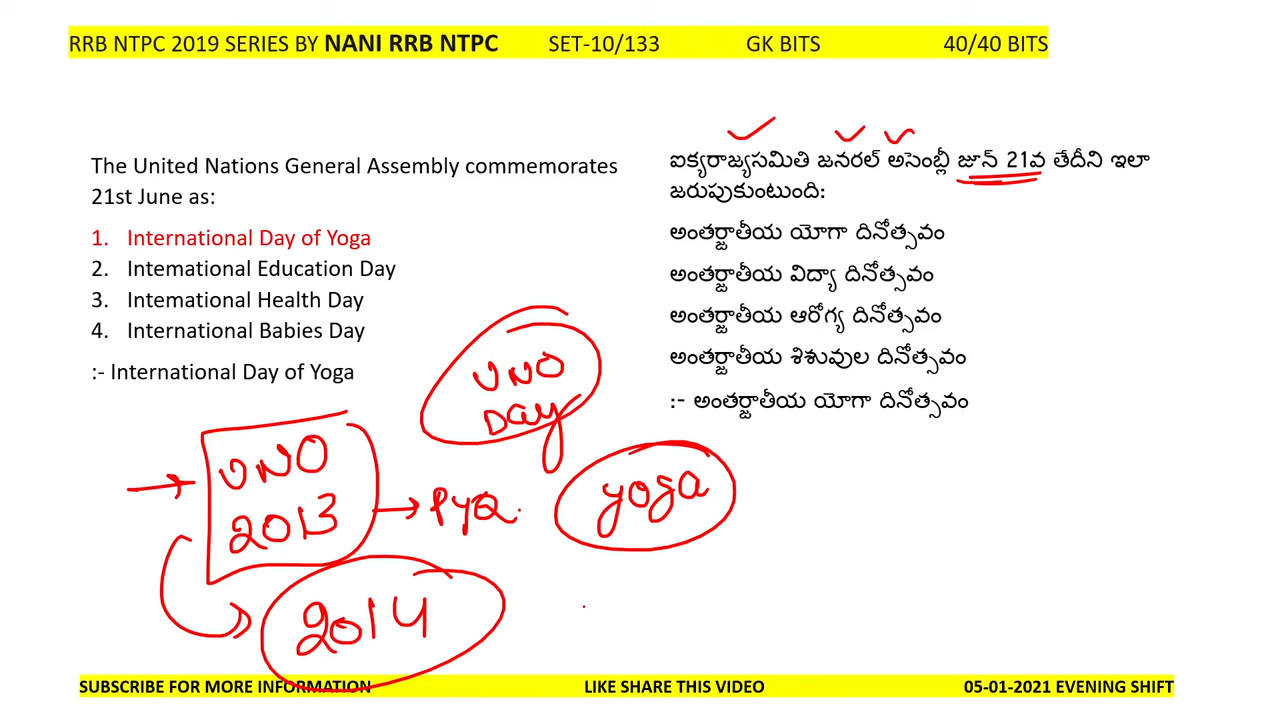 RRB NTPC 2019 SERIES BY NANI RRB NTPC SET-10/133 GK BITS 40/40 BITS
The United Nations General Assembly commemorates
21st June as:
1. International Day of Yoga
2. Intemational Education Day
3. Intemational Health Day
4. International Babies Day
:- International Day of Yoga
ఐక్యరాజ్యసమితి జనరల్ అసెంబ్లీ జూన్ 21వ తేదీని ఇలా
జరుపుకుంటుంది:
అంతర్జాతీయ యోగా దినోత్సవం
అంతర్జాతీయ విద్యా దినోత్సవం
అంతర్జాతీయ ఆరోగ్య దినోత్సవం
అంతర్జాతీయ శిశువుల దినోత్సవం
:- అంతర్జాతీయ యోగా దినోత్సవం
UNO
DAY
UNO
2013
PYQ
yoga
2014
SUBSCRIBE FOR MORE INFORMATION LIKE SHARE THIS VIDEO 05-01-2021 EVENING SHIFT